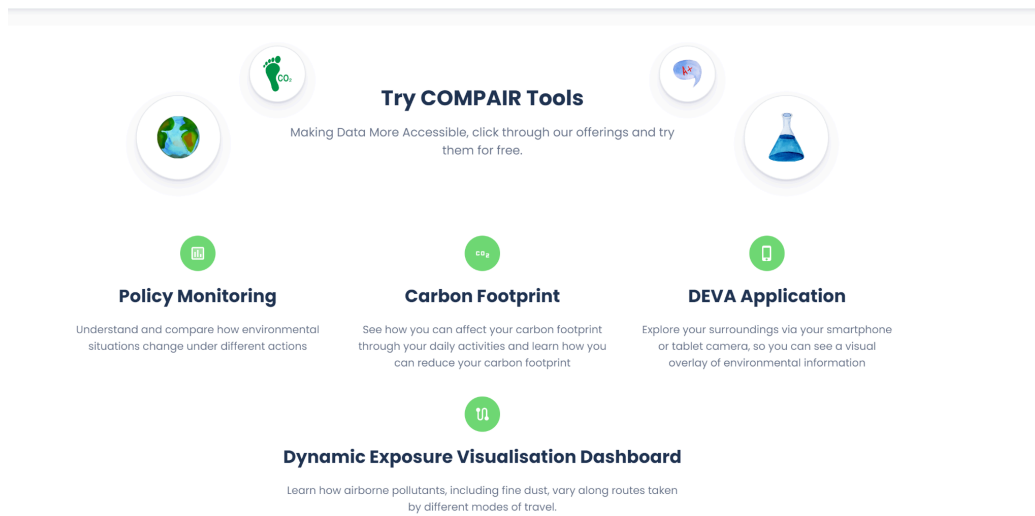 CO₂
k+
Try COMPAIR Tools
Making Data More Accessible, click through our offerings and try
them for free.
CO₂
Policy Monitoring
Carbon Footprint
DEVA Application
Understand and compare how environmental
situations change under different actions
See how you can affect your carbon footprint
through your daily activities and learn how you
can reduce your carbon footprint
Explore your surroundings via your smartphone
or tablet camera, so you can see a visual
overlay of environmental information
Dynamic Exposure Visualisation Dashboard
Learn how airborne pollutants, including fine dust, vary along routes taken
by different modes of travel.